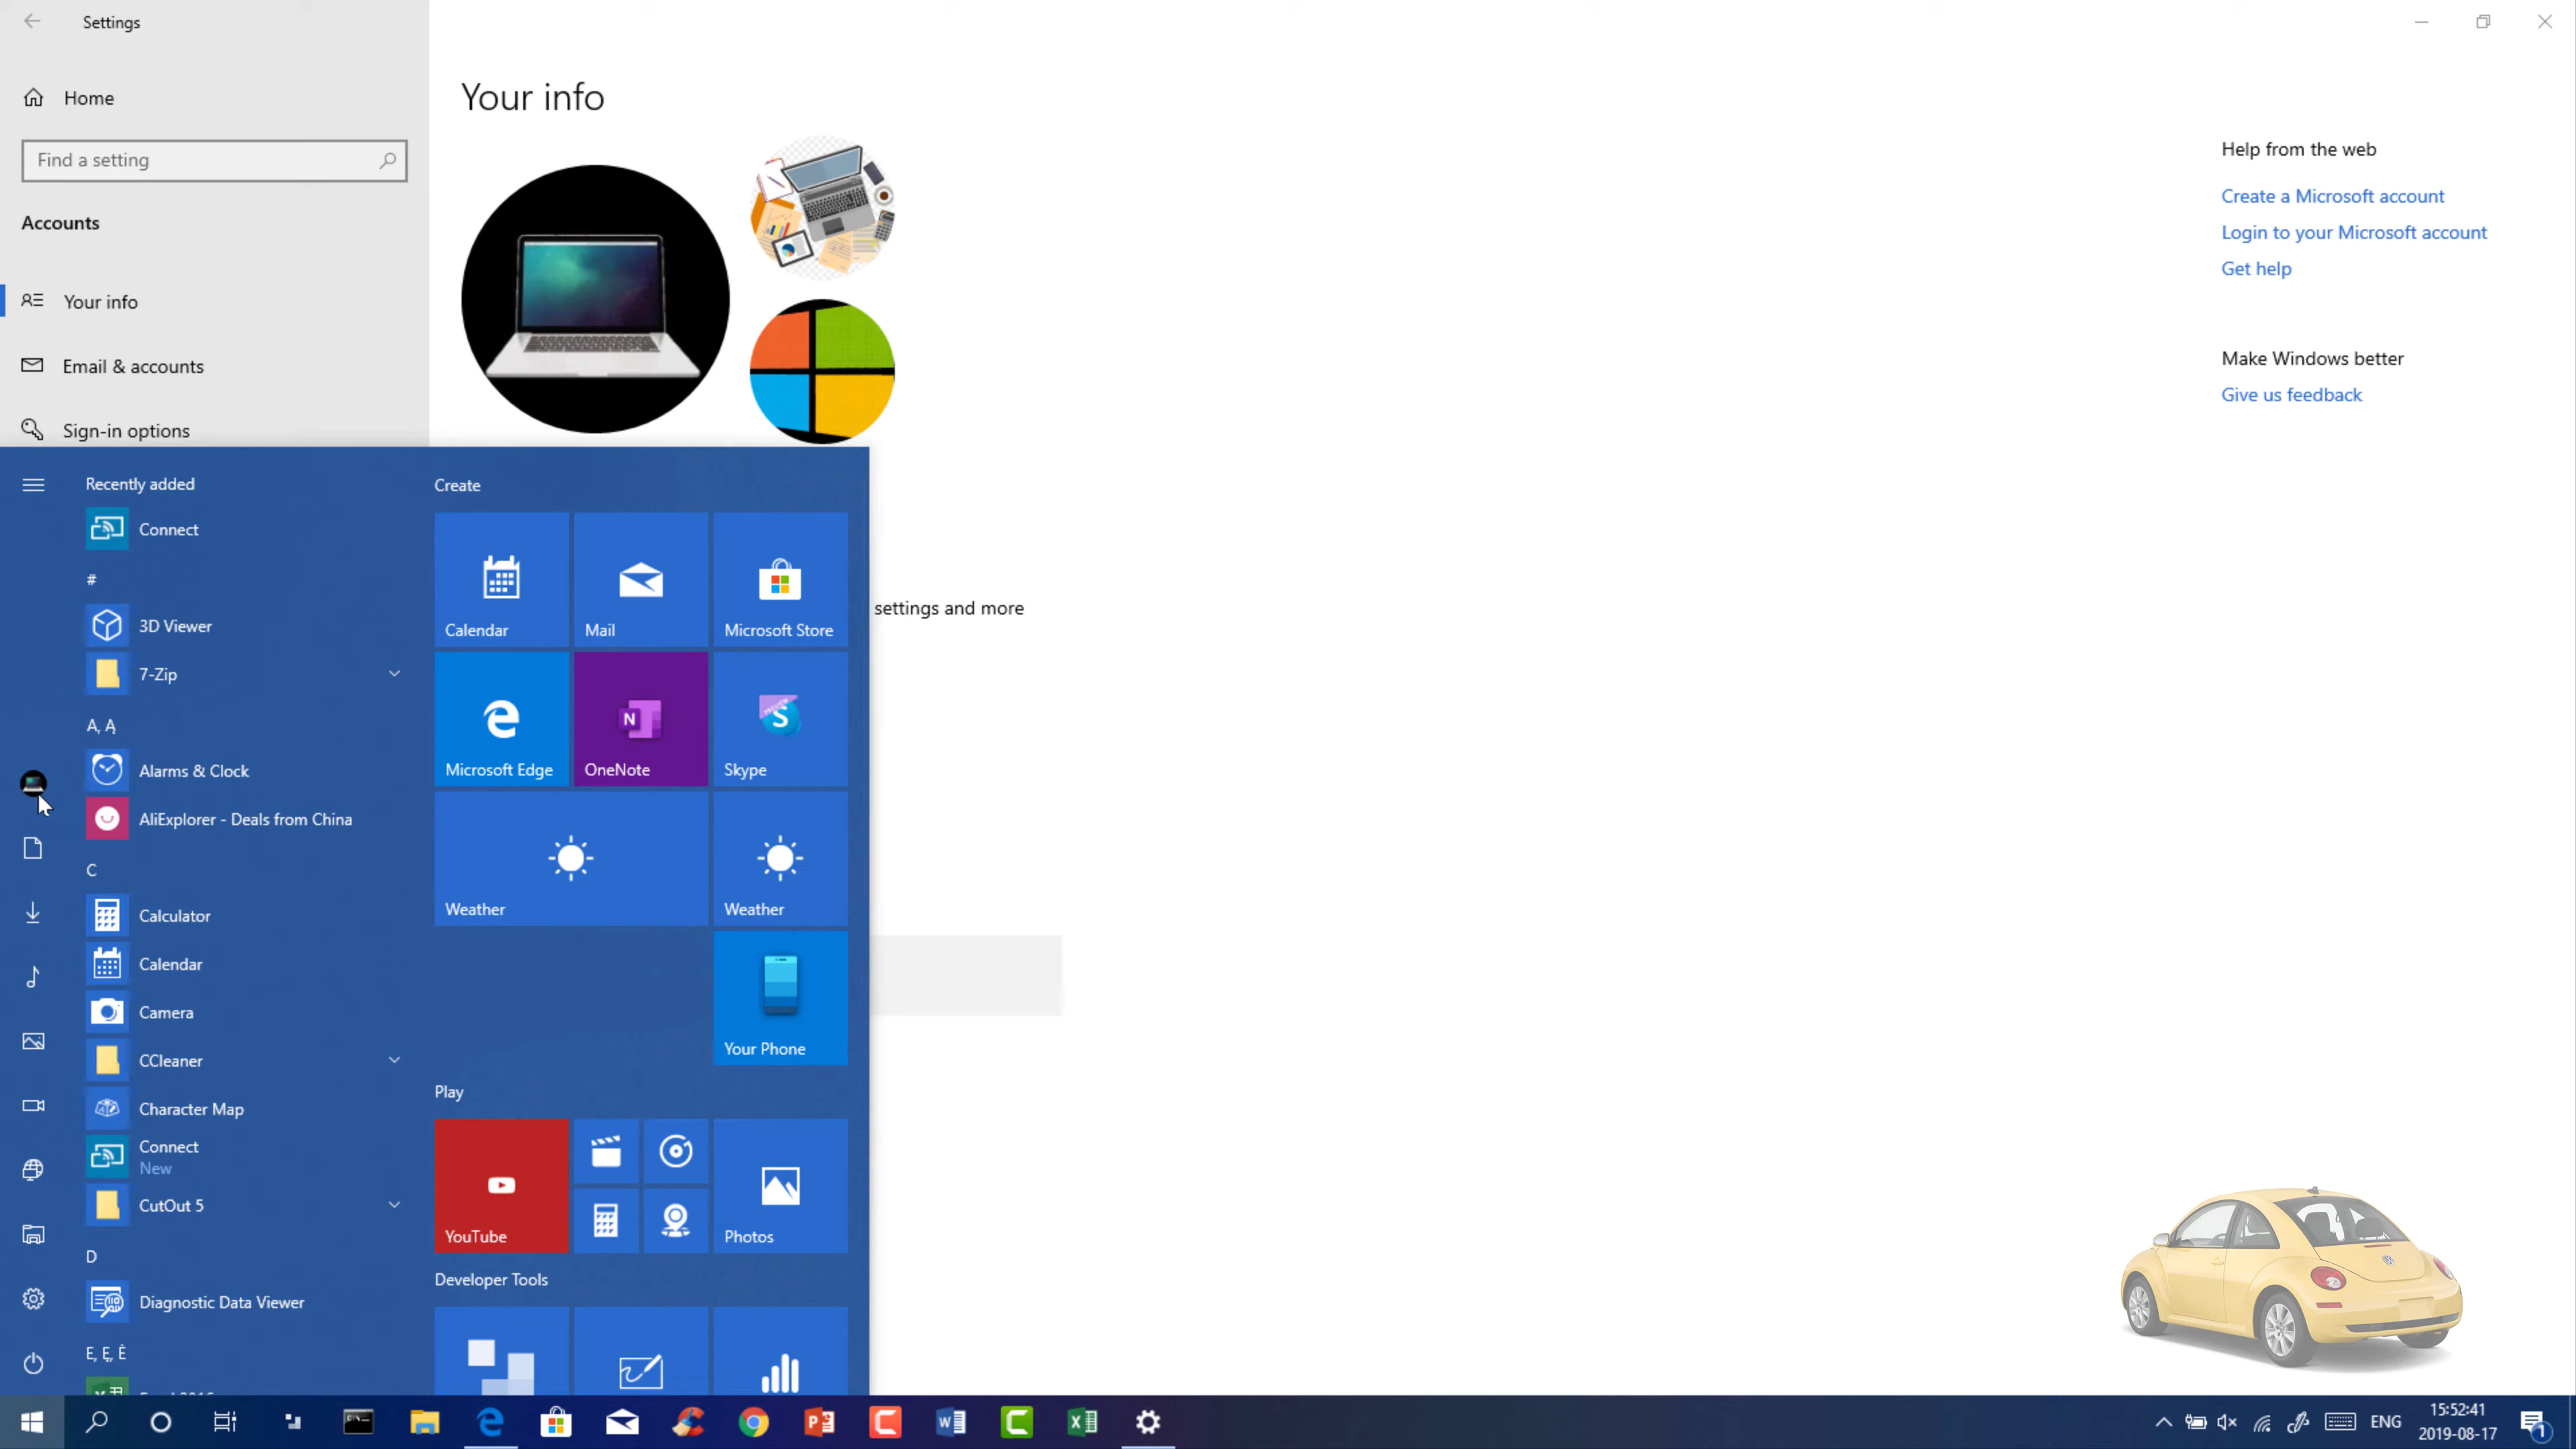 Settings
Home
Find a setting
Accounts
Your info
Email & accounts
Sign-in options
Your info
settings and more
Help from the web
Create a Microsoft account
Login to your Microsoft account
Get help
Make Windows better
Give us feedback
Recently added
Connect
#
3D Viewer
7-Zip
A, Ą
Alarms & Clock
AliExplorer - Deals from China
C
Calculator
Calendar
Camera
CCleaner
Character Map
Connect
New
CutOut 5
D
Diagnostic Data Viewer
E, Ę, Ė
Create
Calendar
Mail
Microsoft Store
Microsoft Edge
OneNote
Skype
Weather
Weather
Your Phone
Play
YouTube
Photos
Developer Tools
ENG
15:52:41
2019-08-17
1